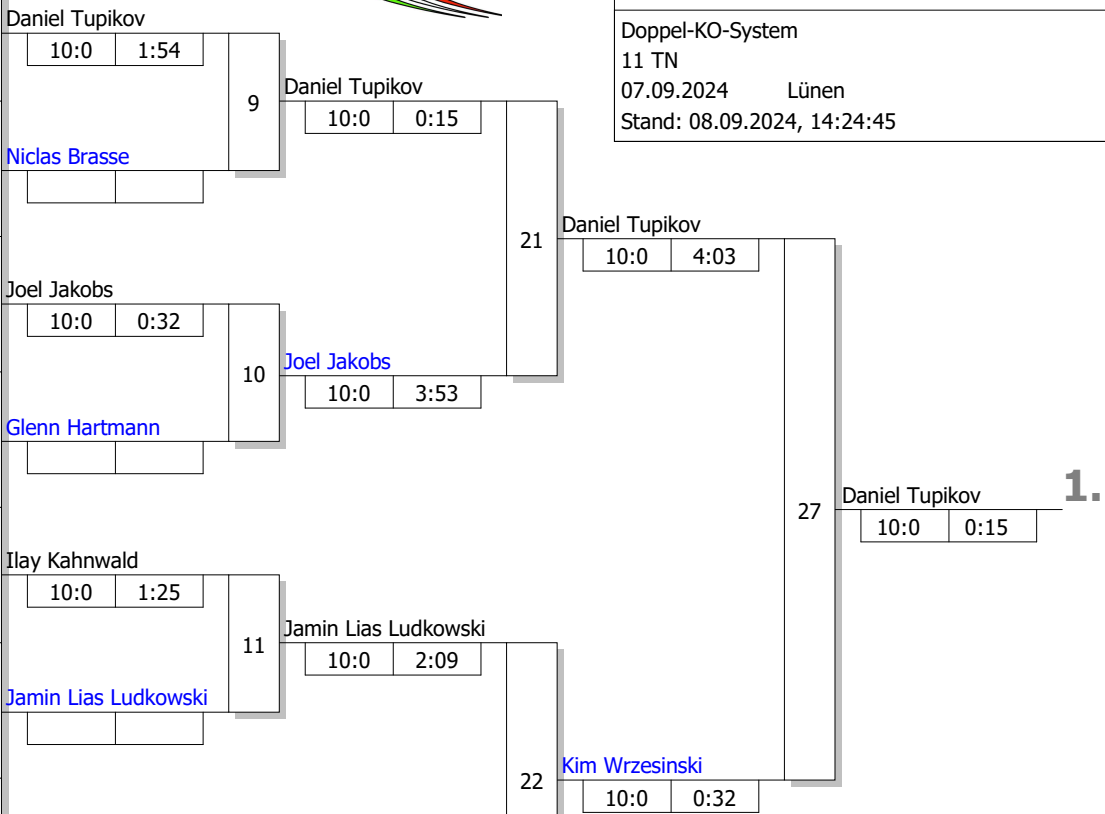 Doppel-KO-System
11 TN
07.09.2024 Lünen
Stand: 08.09.2024, 14:24:45
Daniel Tupikov
10:0 1:54
9
Niclas Brasse
Daniel Tupikov
10:0 0:15
21
Joel Jakobs
10:0 0:32
10
Glenn Hartmann
Joel Jakobs
10:0 3:53
Daniel Tupikov
10:0 4:03
27
Daniel Tupikov
1.
10:0 0:15
Ilay Kahnwald
10:0 1:25
11
Jamin Lias Ludkowski
Jamin Lias Ludkowski
10:0 2:09
22
Kim Wrzesinski
10:0 0:32